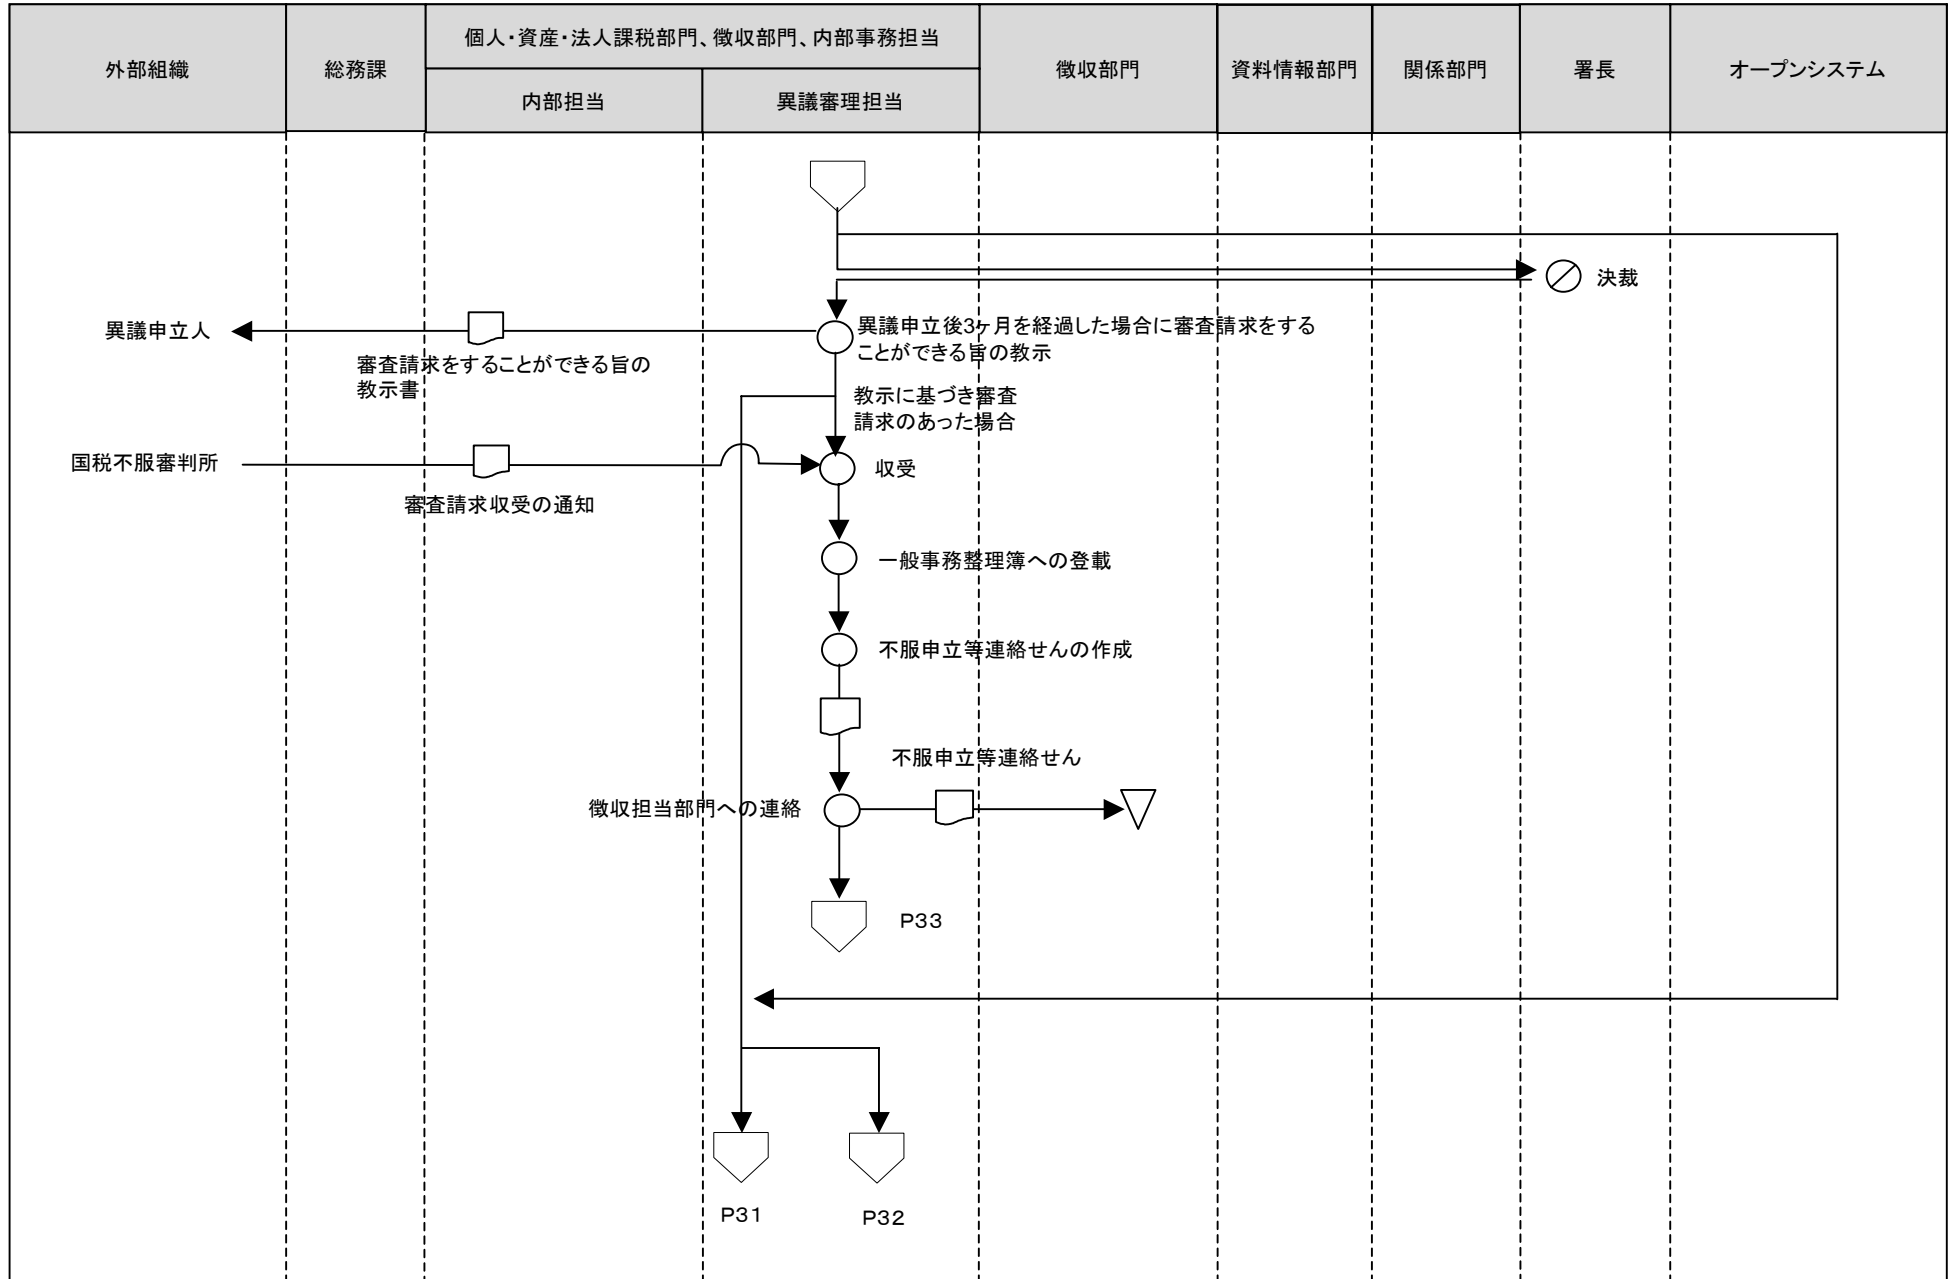 外部組織
総務課
個人・資産・法人課税部門、徴収部門、内部事務担当
内部担当
異議審理担当
徴収部門
資料情報部門
関係部門
署長
オープンシステム
決裁
異議申立人
異議申立後3ヶ月を経過した場合に審査請求をする
ことができる旨の教示
審査請求をすることができる旨の
教示書
教示に基づき審査
請求のあった場合
国税不服審判所
収受
審査請求収受の通知
一般事務整理簿への登載
不服申立等連絡せんの作成
不服申立等連絡せん
徴収担当部門への連絡
P33
P31
P32